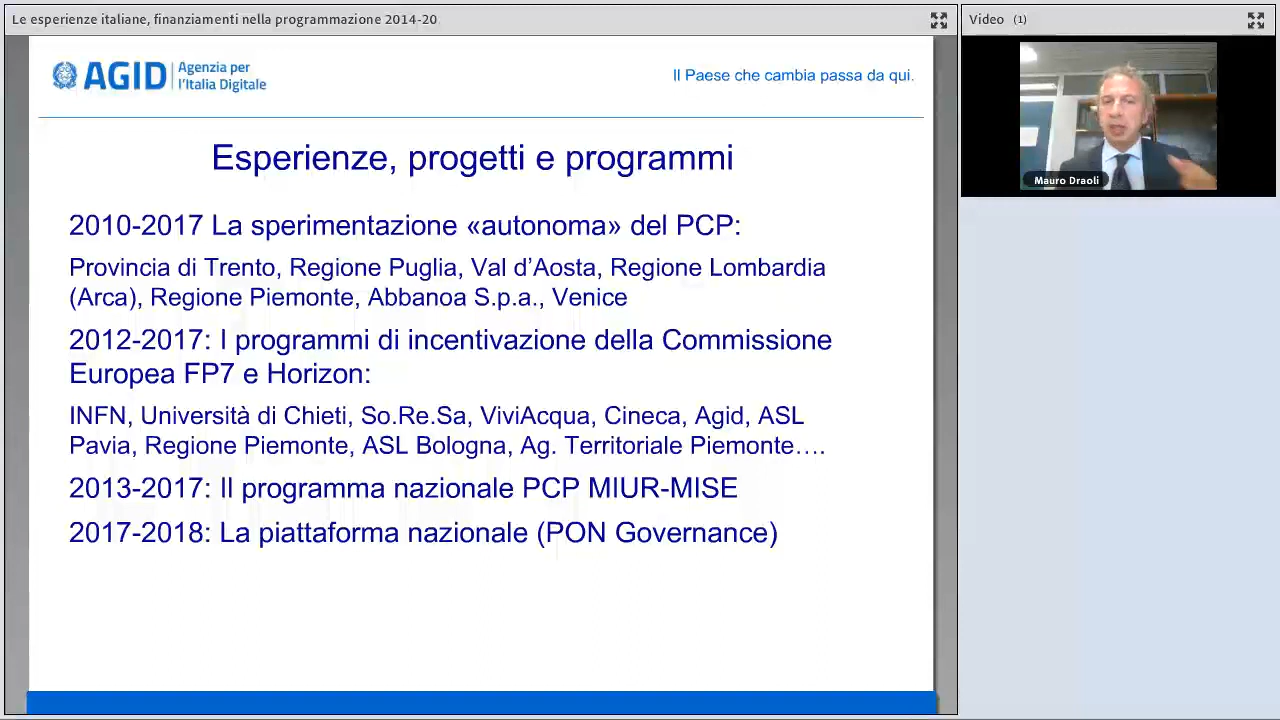 Le esperienze italiane, finanziamenti nella programmazione 2014-20
Video (1)
AGID
Agenzia per
l'Italia Digitale
Il Paese che cambia passa da qui.
Esperienze, progetti e programmi
2010-2017 La sperimentazione «autonoma» del PCP:
Provincia di Trento, Regione Puglia, Val d'Aosta, Regione Lombardia
(Arca), Regione Piemonte, Abbanoa S.p.a., Venice
2012-2017: I programmi di incentivazione della Commissione
Europea FP7 e Horizon:
INFN, Università di Chieti, So.Re.Sa, ViviAcqua, Cineca, Agid, ASL
Pavia, Regione Piemonte, ASL Bologna, Ag. Territoriale Piemonte….
2013-2017: Il programma nazionale PCP MIUR-MISE
2017-2018: La piattaforma nazionale (PON Governance)
Mauro Draoli